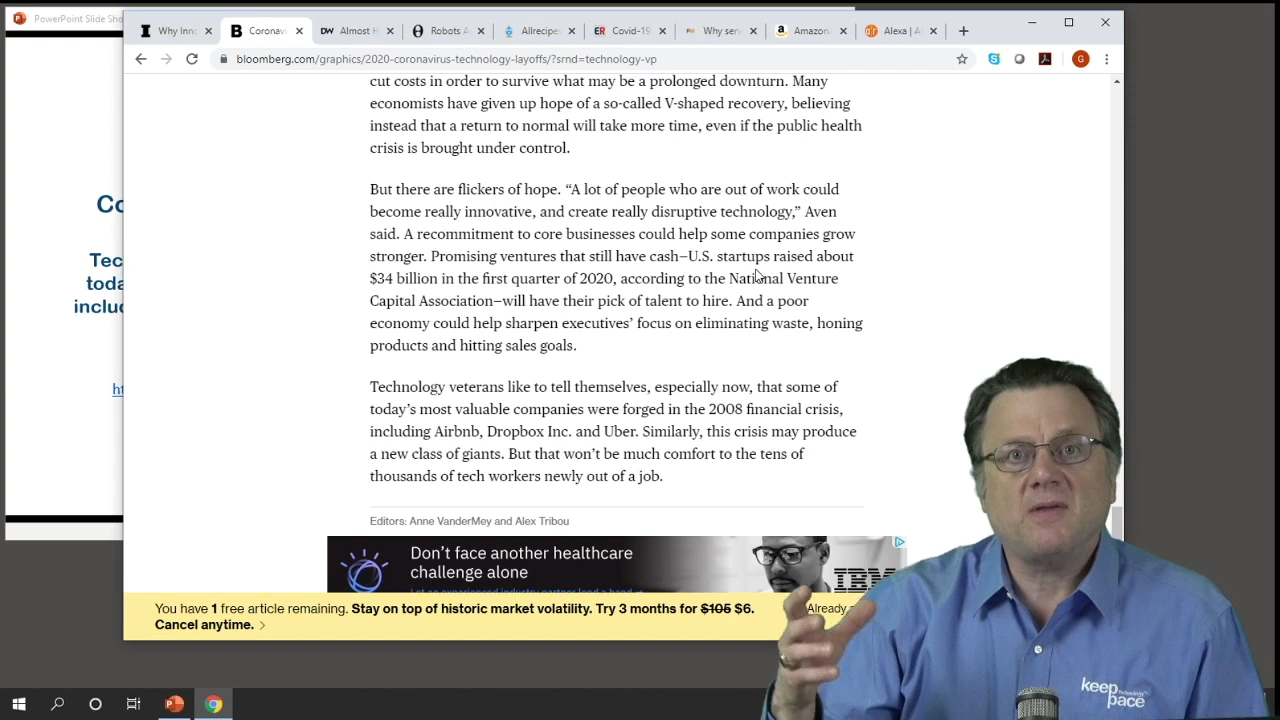 PowerPoint Slide Sho
Why Inno
Coronav
Almost H
Robots A
Allrecipe
Covid-19
Why serv
Amazon
Alexa | A
bloomberg.com/graphics/2020-coronavirus-technology-layoffs/?srnd=technology-vp
cut costs in order to survive what may be a prolonged downturn. Many
economists have given up hope of a so-called V-shaped recovery, believing
instead that a return to normal will take more time, even if the public health
crisis is brought under control.
But there are flickers of hope. “A lot of people who are out of work could
become really innovative, and create really disruptive technology,” Aven
said. A recommitment to core businesses could help some companies grow
stronger. Promising ventures that still have cash—U.S. startups raised about
$34 billion in the first quarter of 2020, according to the National Venture
Capital Association—will have their pick of talent to hire. And a poor
economy could help sharpen executives’ focus on eliminating waste, honing
products and hitting sales goals.
Technology veterans like to tell themselves, especially now, that some of
today’s most valuable companies were forged in the 2008 financial crisis,
including Airbnb, Dropbox Inc. and Uber. Similarly, this crisis may produce
a new class of giants. But that won’t be much comfort to the tens of
thousands of tech workers newly out of a job.
Editors: Anne VanderMey and Alex Tribou
Don’t face another healthcare
challenge alone
IBM
You have 1 free article remaining. Stay on top of historic market volatility. Try 3 months for $105 $6.
Cancel anytime.
Already a
Co
Tec
toda
includ
ht
keep
Technology
pace